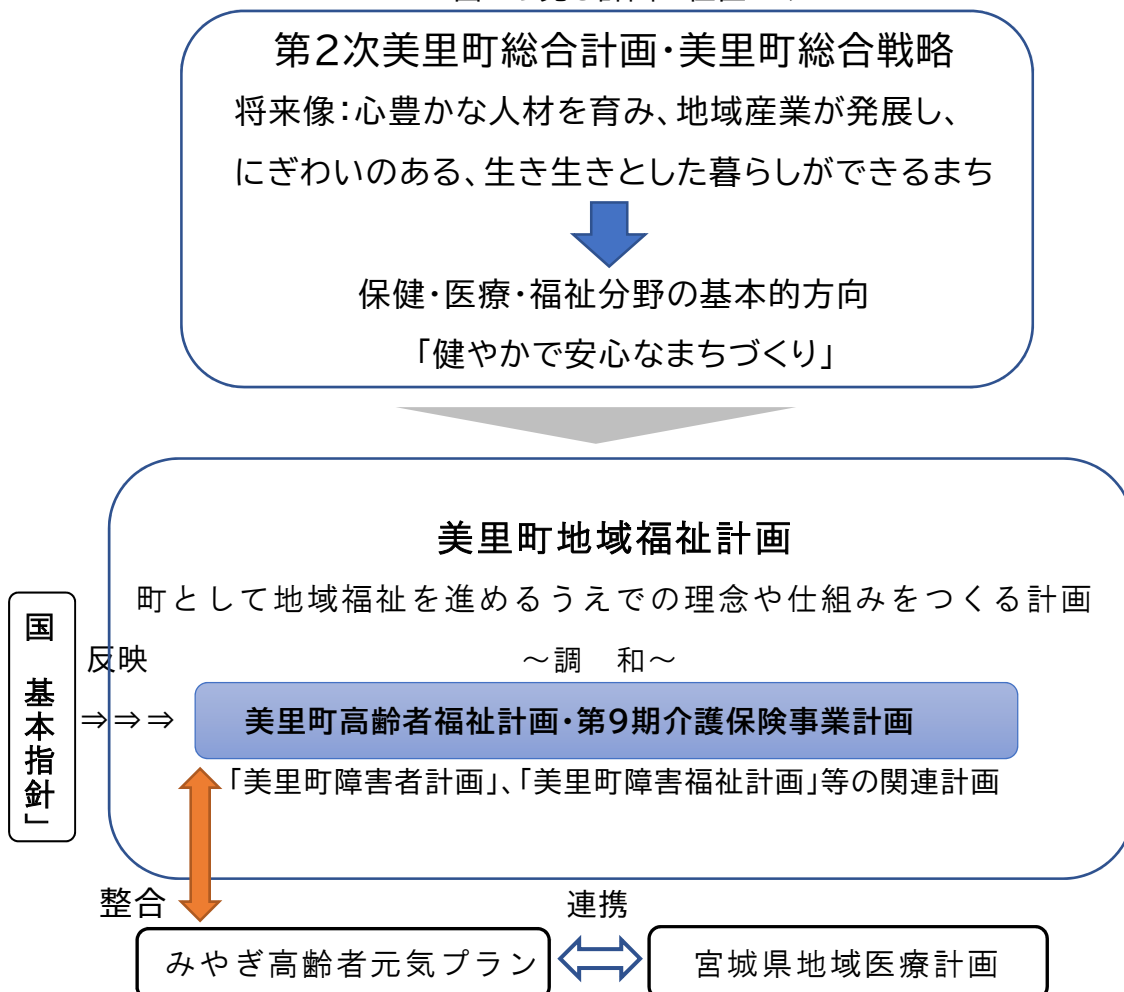 第2次美里町総合計画・美里町総合戦略
将来像：心豊かな人材を育み、地域産業が発展し、
にぎわいのある、生き生きとした暮らしができるまち
保健・医療・福祉分野の基本的方向
「健やかで安心なまちづくり」
美里町地域福祉計画
町として地域福祉を進めるうえでの理念や仕組みをつくる計画
国　基本指針」
反映
～調　和～
⇒⇒⇒
美里町高齢者福祉計画・第9期介護保険事業計画
「美里町障害者計画」、「美里町障害福祉計画」等の関連計画
整合
連携
みやぎ高齢者元気プラン
宮城県地域医療計画